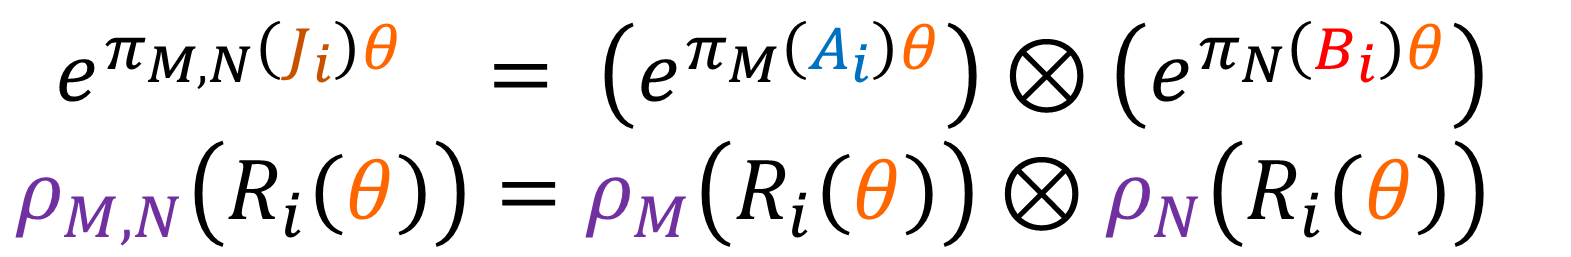 e^{π_{M,N}(J_i)θ} = (e^{π_M(A_i)θ}) ⊗ (e^{π_N(B_i)θ})
ρ_{M,N}(R_i(θ)) = ρ_M(R_i(θ)) ⊗ ρ_N(R_i(θ))